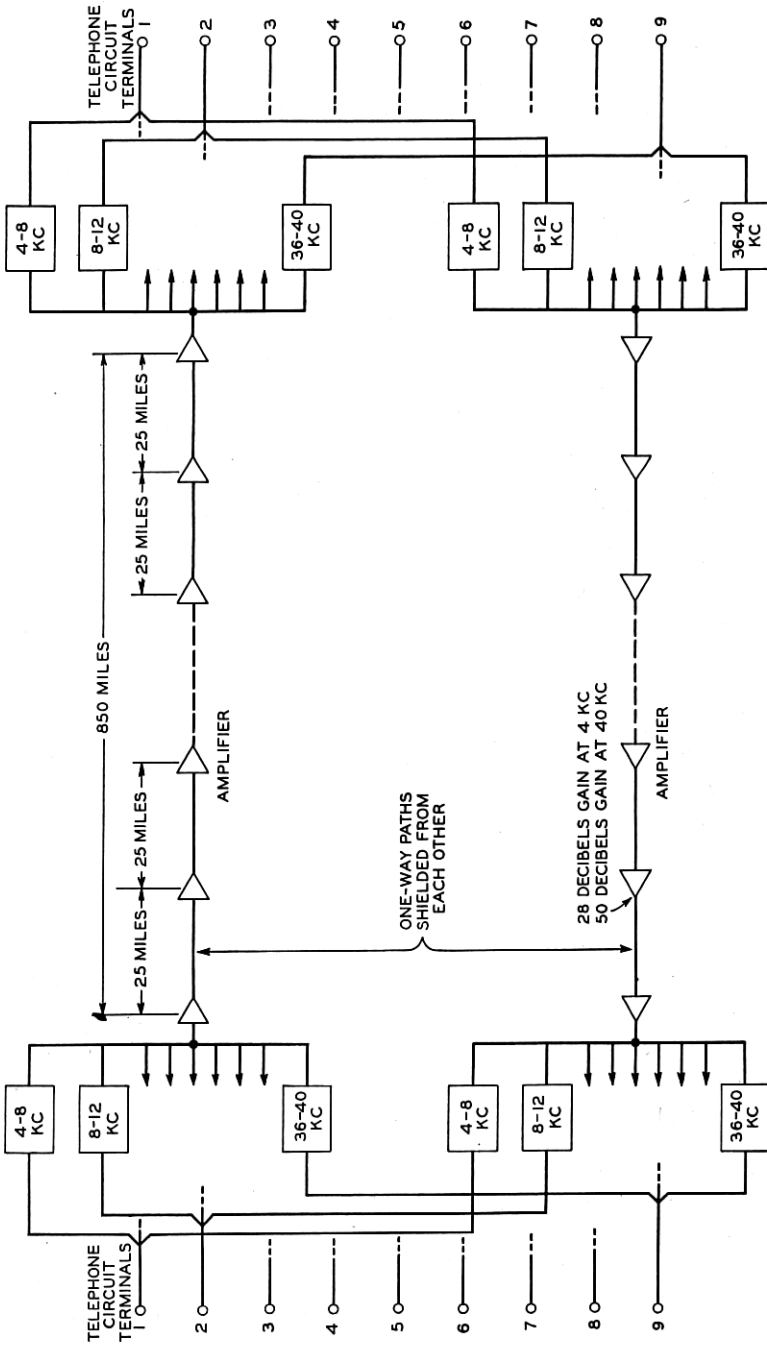 TELEPHONE
CIRCUIT
TERMINALS
1
2
3
4
5
6
7
8
9
4-8
KC
8-12
KC
36-40
KC
4-8
KC
8-12
KC
36-40
KC
850 MILES
25 MILES
25 MILES
25 MILES
25 MILES
AMPLIFIER
ONE-WAY PATHS
SHIELDED FROM
EACH OTHER
28 DECIBELS GAIN AT 4 KC
50 DECIBELS GAIN AT 40 KC
AMPLIFIER
4-8
KC
8-12
KC
36-40
KC
4-8
KC
8-12
KC
36-40
KC
TELEPHONE
CIRCUIT
TERMINALS
1
2
3
4
5
6
7
8
9